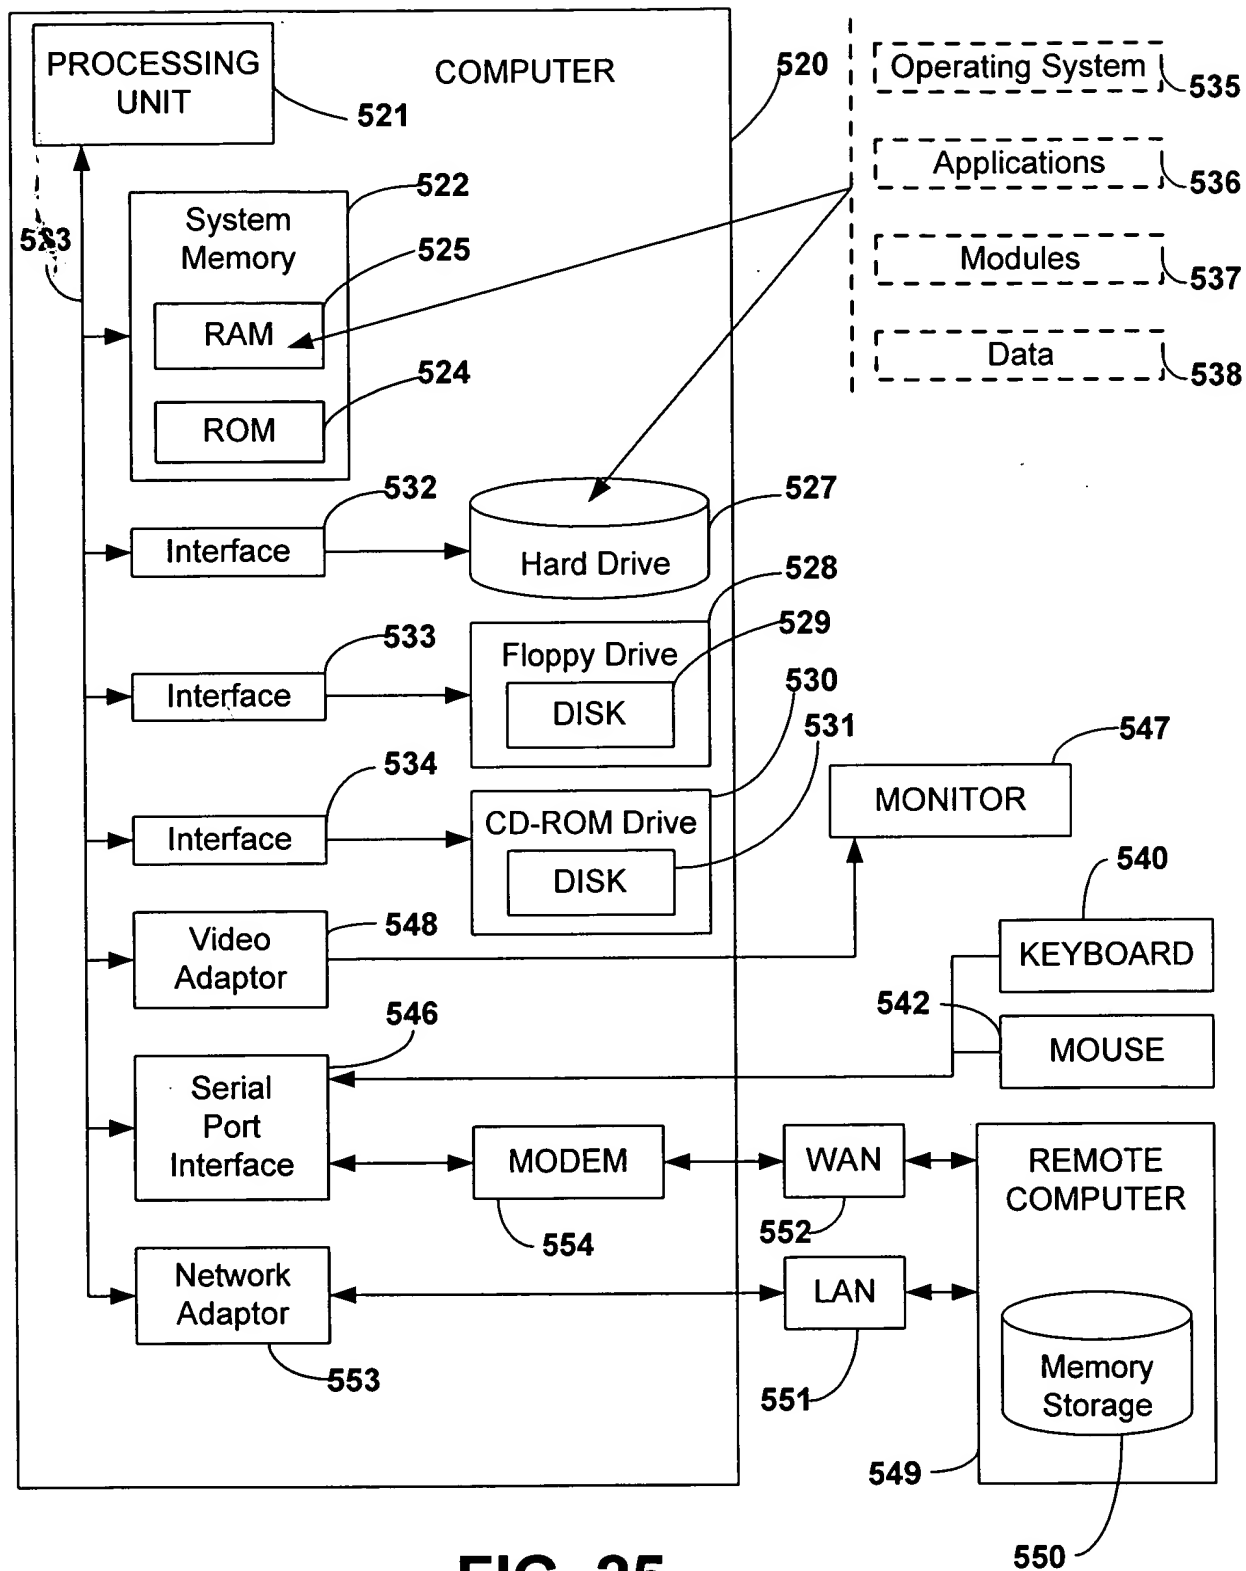 PROCESSING
UNIT
521
COMPUTER
520
Operating System
535
Applications
536
Modules
537
Data
538
522
System
Memory
525
RAM
524
ROM
532
Interface
527
Hard Drive
528
533
529
Interface
Floppy Drive
DISK
530
531
534
Interface
CD-ROM Drive
DISK
547
MONITOR
548
Video
Adaptor
540
KEYBOARD
542
MOUSE
546
Serial
Port
Interface
MODEM
554
WAN
552
REMOTE
COMPUTER
Network
Adaptor
553
LAN
551
Memory
Storage
549
550